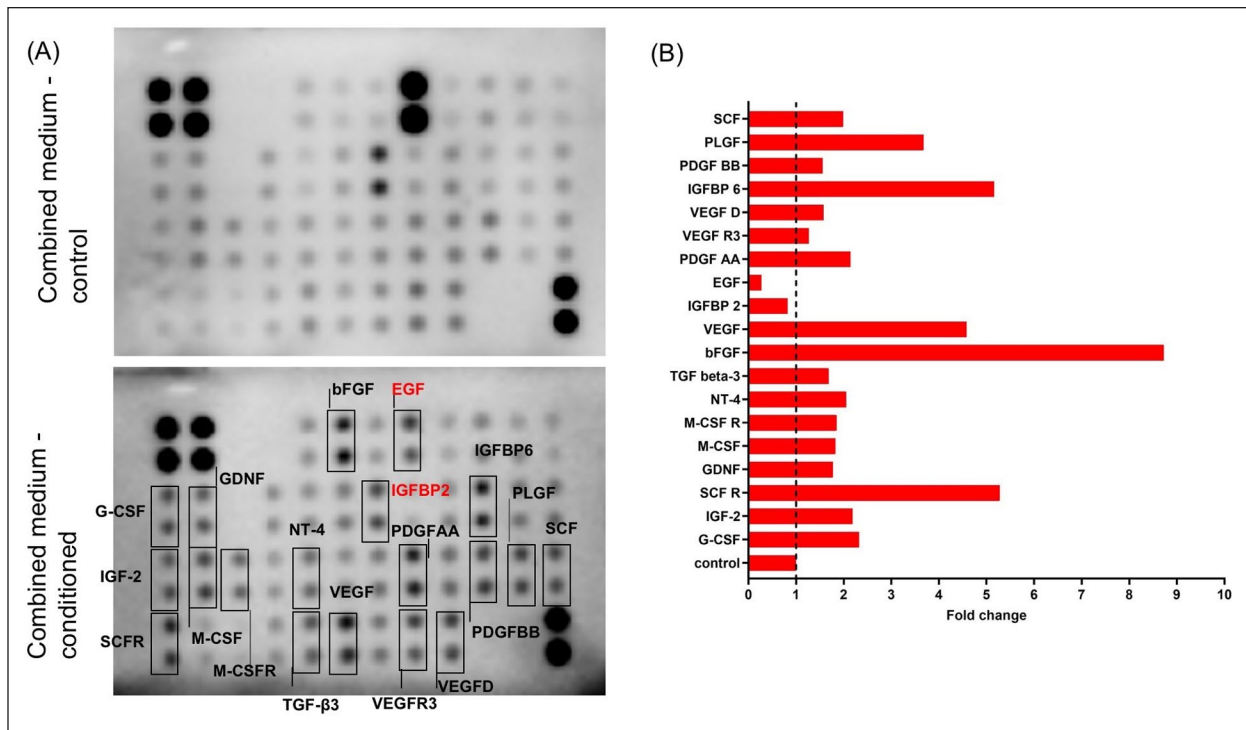 (A)
Combined medium -
control
Combined medium -
conditioned
bFGF
EGF
IGFBP6
GDNF
G-CSF
IGFBP2
PLGF
NT-4
PDGFAA
SCF
IGF-2
VEGF
SCFR
M-CSF
PDGFBB
M-CSFR
VEGFD
TGF-β3
VEGFR3
(B)
SCF
PLGF
PDGF BB
IGFBP 6
VEGF D
VEGF R3
PDGF AA
EGF
IGFBP 2
VEGF
bFGF
TGF beta-3
NT-4
M-CSF R
M-CSF
GDNF
SCF R
IGF-2
G-CSF
control
0 1 2 3 4 5 6 7 8 9 10
Fold change